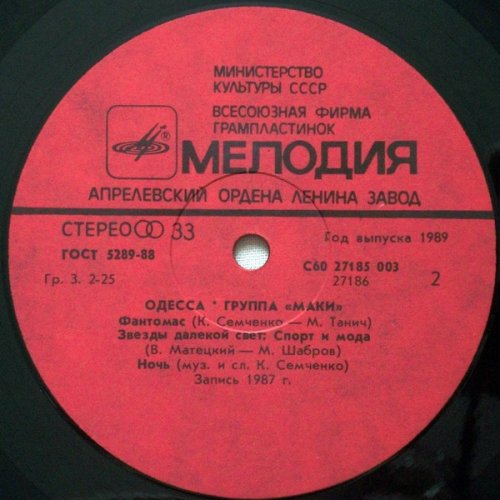 МИНИСТЕРСТВО
КУЛЬТУРЫ СССР
ВСЕСОЮЗНАЯ ФИРМА
ГРАМПЛАСТИНОК
®
МЕЛОДИЯ
АПРЕЛЕВСКИЙ ОРДЕНА ЛЕНИНА ЗАВОД
СТЕРЕО 33
Год выпуска 1989
ГОСТ 5289-88
С60 27185 003
Гр. 3. 2-25
27186
2
ОДЕССА * ГРУППА «МАКИ»
Фантомас (К. Семченко — М. Танич)
Звезды далекой свет; Спорт и мода
(В. Матецкий — М. Шабров)
Ночь (муз. и сл. К. Семченко)
Запись 1987 г.